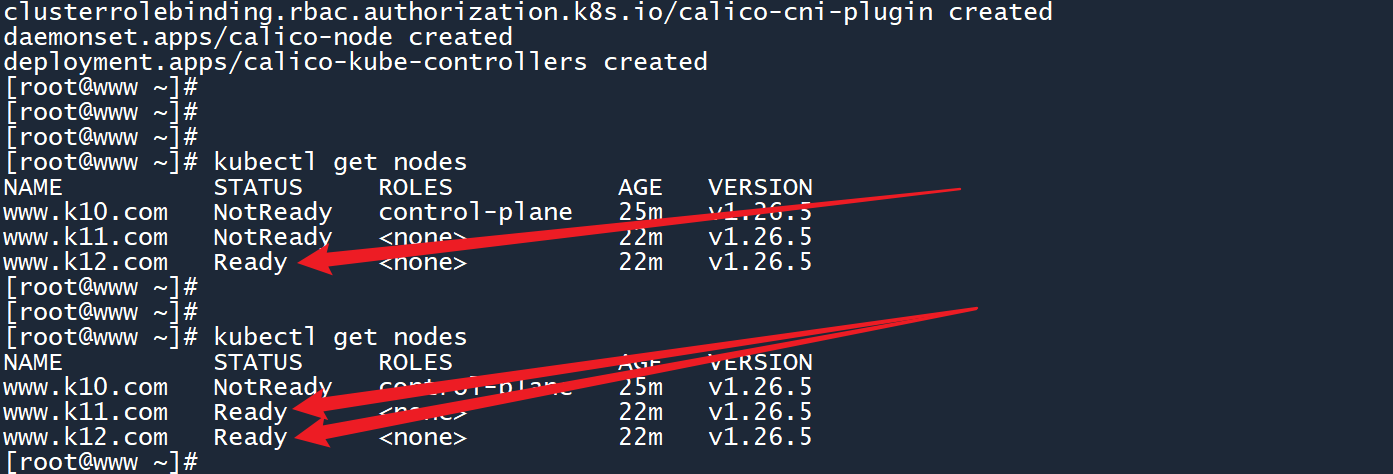 clusterrolebinding.rbac.authorization.k8s.io/calico-cni-plugin created
daemonset.apps/calico-node created
deployment.apps/calico-kube-controllers created
[root@www ~]#
[root@www ~]#
[root@www ~]#
[root@www ~]# kubectl get nodes
NAME STATUS ROLES AGE VERSION
www.k10.com NotReady control-plane 25m v1.26.5
www.k11.com NotReady <none> 22m v1.26.5
www.k12.com Ready <none> 22m v1.26.5
[root@www ~]#
[root@www ~]#
[root@www ~]# kubectl get nodes
NAME STATUS ROLES AGE VERSION
www.k10.com NotReady control-plane 25m v1.26.5
www.k11.com Ready <none> 22m v1.26.5
www.k12.com Ready <none> 22m v1.26.5
[root@www ~]#